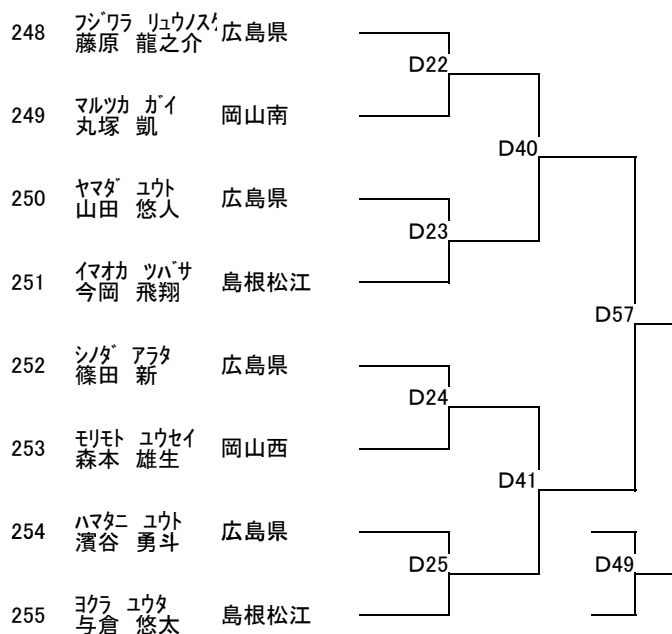 248 フジワラ リュウノスケ 広島県
藤原 龍之介
D22
249 マルツカ ガイ 岡山南
丸塚 凱
D40
250 ヤマダ ユウト 広島県
山田 悠人
D23
251 イマオカ ツバサ 島根松江
今岡 飛翔
D57
252 シノダ アラタ 広島県
篠田 新
D24
253 モリモト ユウセイ 岡山西
森本 雄生
D41
254 ハマタニ ユウト 広島県
濱谷 勇斗
D25 D49
255 ヨクラ ユウタ 島根松江
与倉 悠太